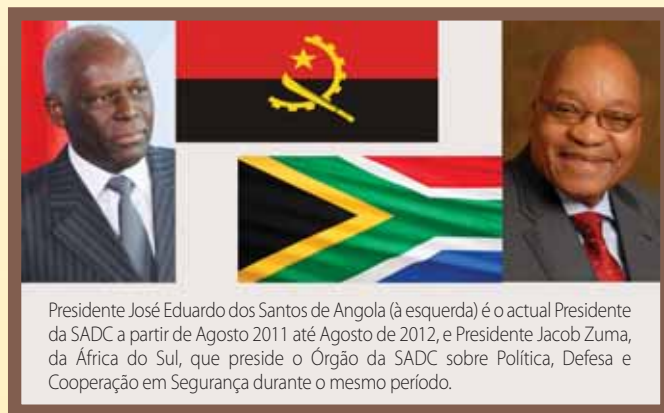 Presidente José Eduardo dos Santos de Angola (à esquerda) é o actual Presidente
da SADC a partir de Agosto 2011 até Agosto de 2012, e Presidente Jacob Zuma,
da África do Sul, que preside o Órgão da SADC sobre Política, Defesa e
Cooperação em Segurança durante o mesmo período.